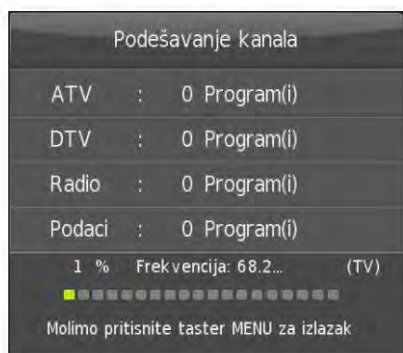 Podešavanje kanala
ATV : 0 Program(i)
DTV : 0 Program(i)
Radio : 0 Program(i)
Podaci : 0 Program(i)
1 % Frekvencija: 68.2... (TV)
Molimo pritisnite taster MENU za izlazak